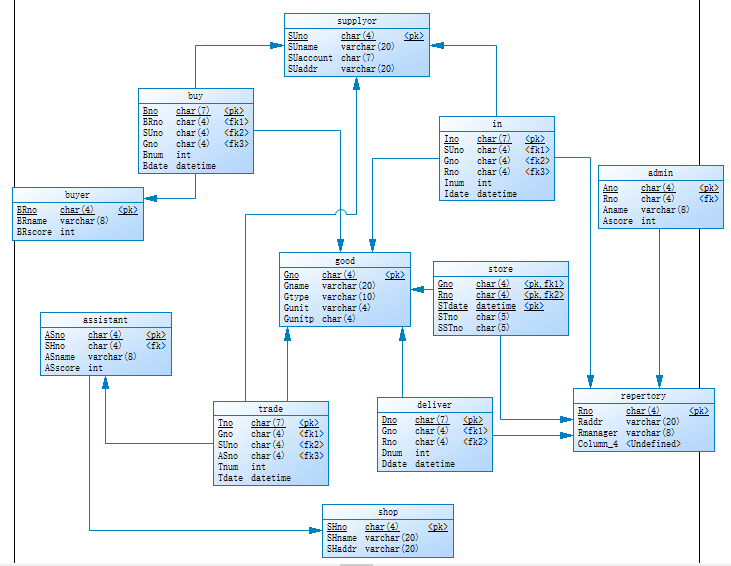 supplyor
SUno char(4) <pk>
SUname varchar(20)
SUaccount char(7)
SUaddr varchar(20)
buy
Bno char(7) <pk>
BRno char(4) <fk1>
SUno char(4) <fk2>
Gno char(4) <fk3>
Bnum int
Bdate datetime
in
Ino char(7) <pk>
SUno char(4) <fk1>
Gno char(4) <fk2>
Rno char(4) <fk3>
Inum int
Idate datetime
admin
Ano char(4) <pk>
Rno char(4) <fk>
Aname varchar(8)
Ascore int
buyer
BRno char(4) <pk>
BRname varchar(8)
BRscore int
good
Gno char(4) <pk>
Gname varchar(20)
Gtype varchar(10)
Gunit varchar(4)
Gunitp char(4)
store
Gno char(4) <pk,fk1>
Rno char(4) <pk,fk2>
STdate datetime <pk>
STno char(5)
SSTno char(5)
assistant
ASno char(4) <pk>
SHno char(4) <fk>
ASname varchar(8)
ASscore int
trade
Tno char(7) <pk>
Gno char(4) <fk1>
SUno char(4) <fk2>
ASno char(4) <fk3>
Tnum int
Tdate datetime
deliver
Dno char(7) <pk>
Gno char(4) <fk1>
Rno char(4) <fk2>
Dnum int
Ddate datetime
repertory
Rno char(4) <pk>
Raddr varchar(20)
Rmanager varchar(8)
Column_4 <Undefined>
shop
SHno char(4) <pk>
SHname varchar(20)
SHaddr varchar(20)